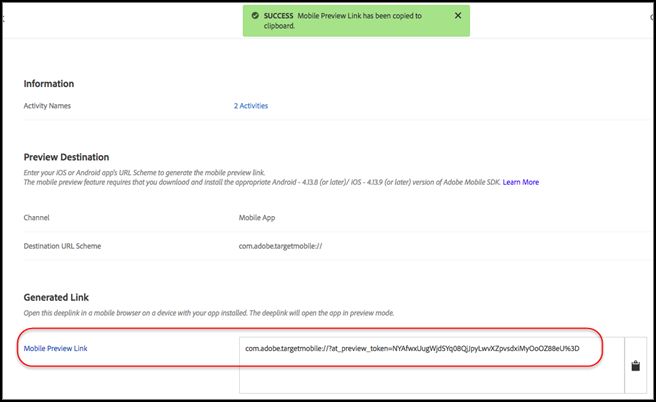 SUCCESS Mobile Preview Link has been copied to
clipboard.
Information
Activity Names 2 Activities
Preview Destination
Enter your iOS or Android app's URL Scheme to generate the mobile preview link.
The mobile preview feature requires that you download and install the appropriate Android - 4.13.8 (or later)/ iOS - 4.13.9 (or later) version of Adobe Mobile SDK. Learn More
Channel Mobile App
Destination URL Scheme com.adobe.targetmobile://
Generated Link
Open this deeplink in a mobile browser on a device with your app installed. The deeplink will open the app in preview mode.
Mobile Preview Link com.adobe.targetmobile://?at_preview_token=NYAfwxUugWjdSYq08QjJpyLwvXZpvsdxiMyOoOZ88eU%3D